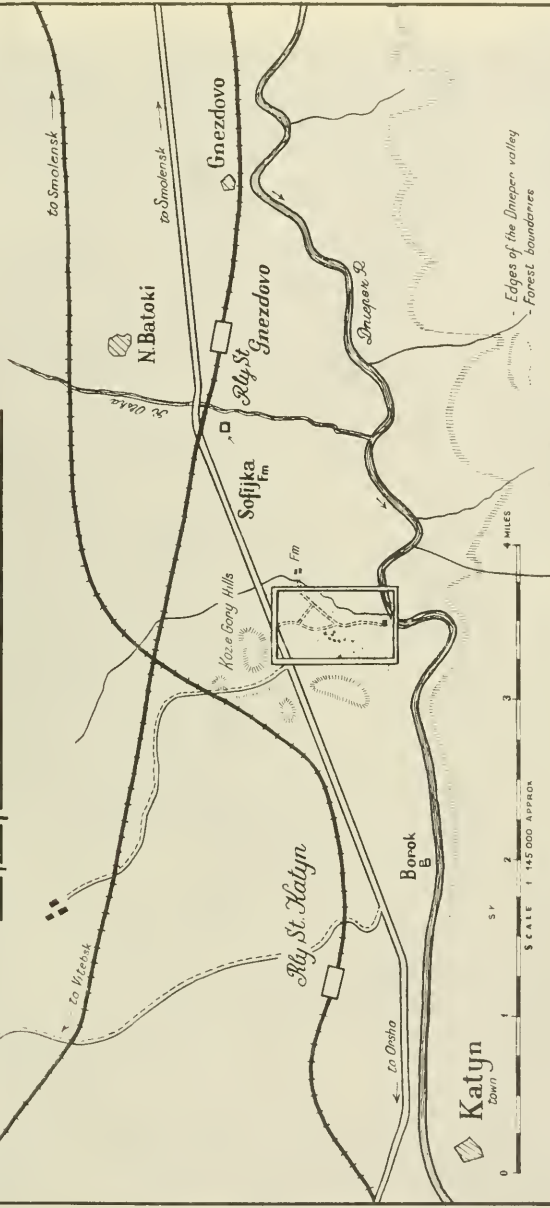 to Smolensk
to Smolensk
N. Batoki
Gnezdovo
Rly St
Gnezdovo
Sofijka
Fm
Dnieper R.
Koze Gory Hills
Fm
to Vitebsk
Rly St. Katyn
to Orsha
Borok
Katyn
town
- Edges of the Dnieper valley
- Forest boundaries
0 1 2 3 4 MILES
SCALE 1 145 000 APPROX